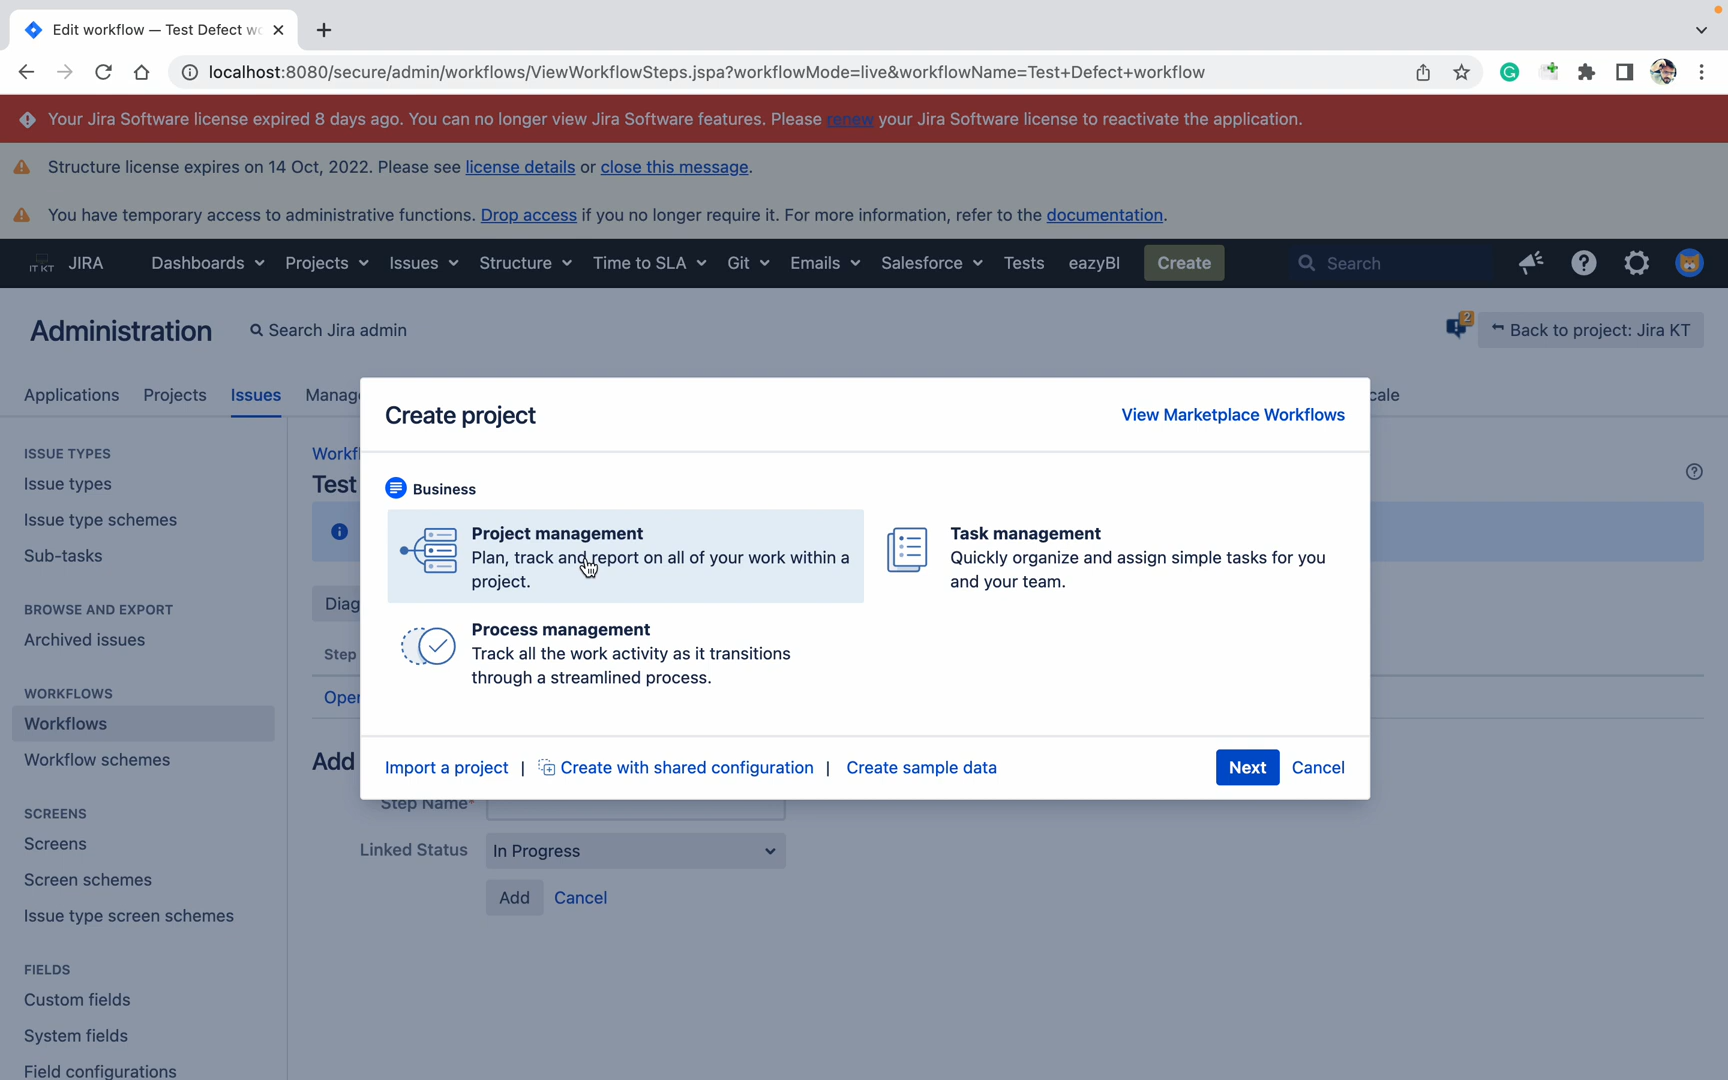 Edit workflow — Test Defect wo
localhost:8080/secure/admin/workflows/ViewWorkflowSteps.jspa?workflowMode=live&workflowName=Test+Defect+workflow
Your Jira Software license expired 8 days ago. You can no longer view Jira Software features. Please renew your Jira Software license to reactivate the application.
Structure license expires on 14 Oct, 2022. Please see license details or close this message.
You have temporary access to administrative functions. Drop access if you no longer require it. For more information, refer to the documentation.
IT KT JIRA Dashboards Projects Issues Structure Time to SLA Git Emails Salesforce Tests eazyBI Create Search
Administration Search Jira admin 2 Back to project: Jira KT
Applications Projects Issues Manag cale
Create project View Marketplace Workflows
ISSUE TYPES
Issue types
Issue type schemes
Sub-tasks
BROWSE AND EXPORT
Archived issues
WORKFLOWS
Workflows
Workflow schemes
SCREENS
Screens
Screen schemes
Issue type screen schemes
FIELDS
Custom fields
System fields
Field configurations
Workf
Test
Diag
Step
Open
Add
Business
Project management
Plan, track and report on all of your work within a
project.
Task management
Quickly organize and assign simple tasks for you
and your team.
Process management
Track all the work activity as it transitions
through a streamlined process.
Import a project | Create with shared configuration | Create sample data Next Cancel
Step Name*
Linked Status In Progress
Add Cancel